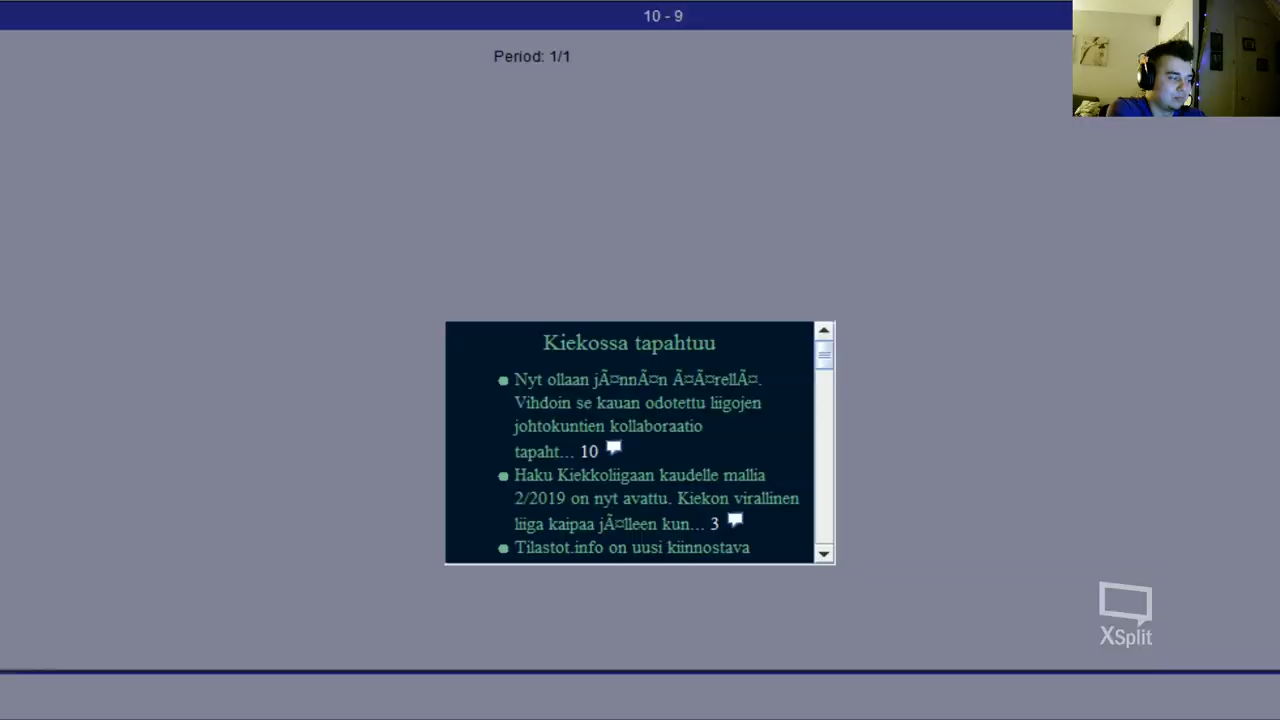 10 - 9
Period: 1/1
Kiekossa tapahtuu
Nyt ollaan jÃ¤nnÃ¤n Ã¤Ã¤rellÃ¤.
Vihdoin se kauan odotettu liigojen
johtokuntien kollaboraatio
tapaht... 10
Haku Kiekkoliigaan kaudelle mallia
2/2019 on nyt avattu. Kiekon virallinen
liiga kaipaa jÃ¤lleen kun... 3
Tilastot.info on uusi kiinnostava
XSplit